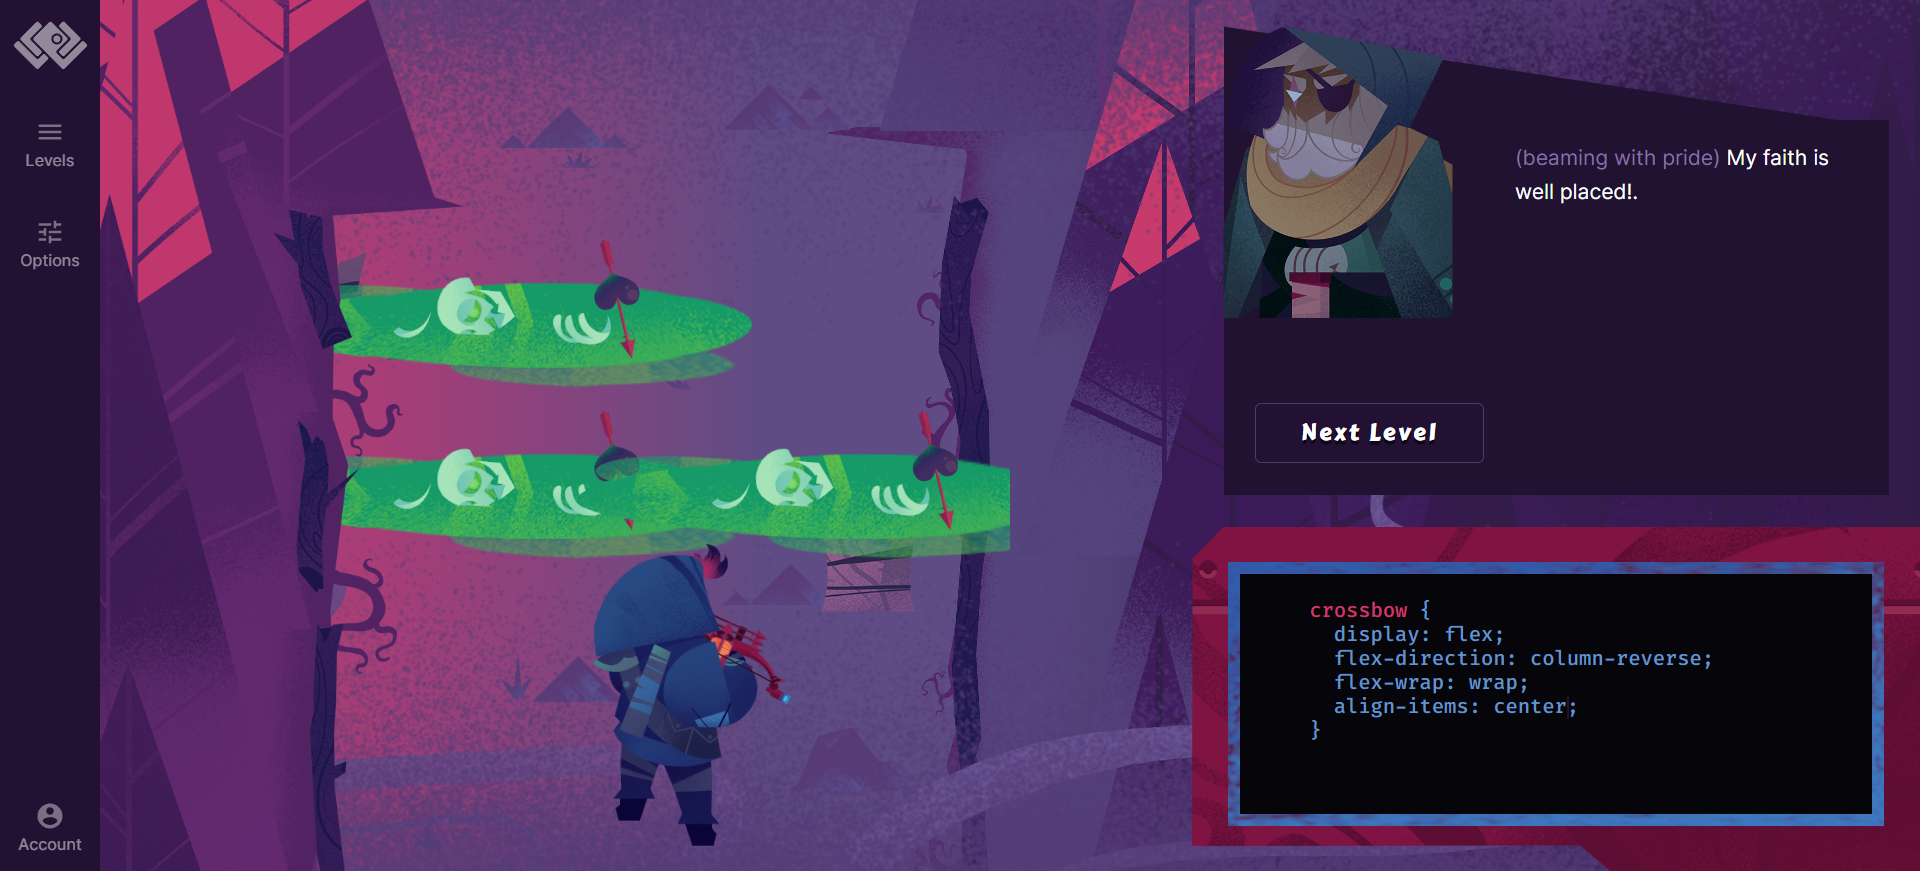 Levels
Options
Account
(beaming with pride) My faith is
well placed!.
Next Level
crossbow {
display: flex;
flex-direction: column-reverse;
flex-wrap: wrap;
align-items: center;
}